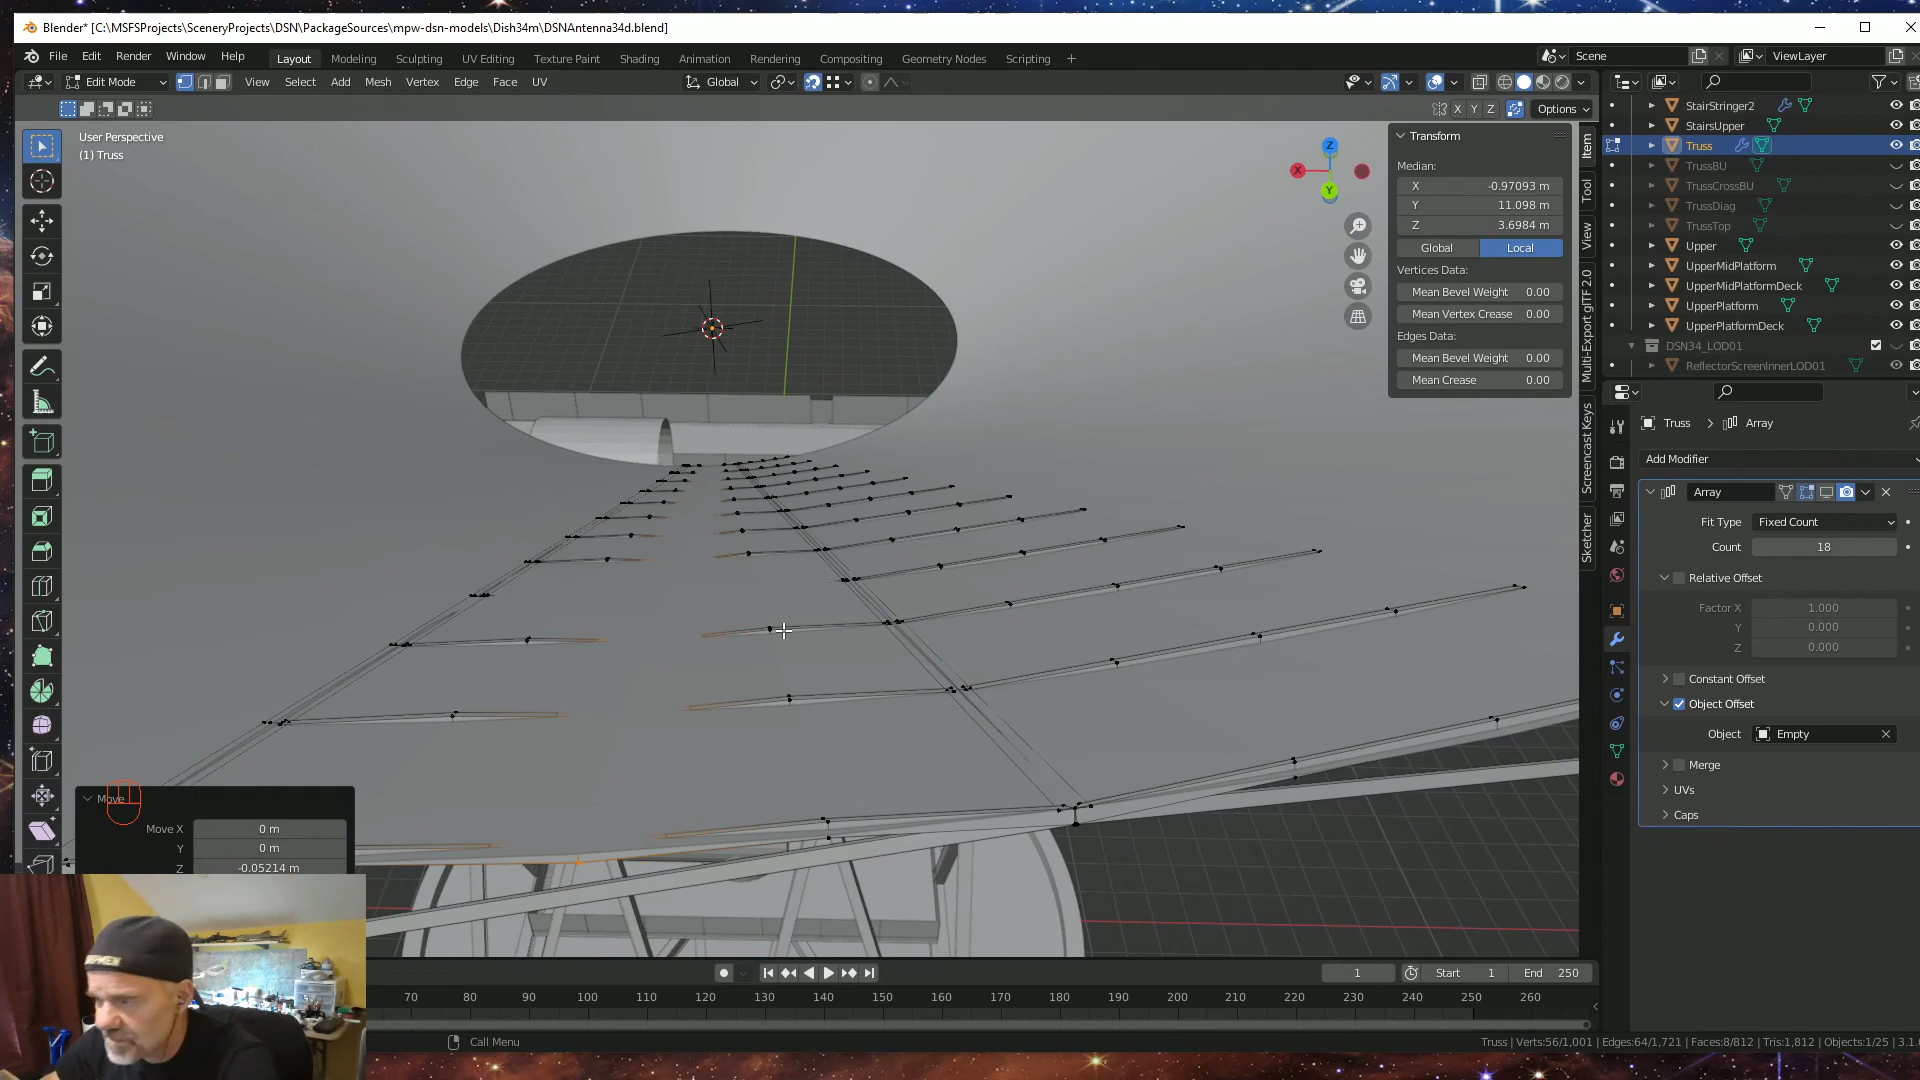 Blender* [C:\MSFSProjects\SceneryProjects\DSN\PackageSources\mpw-dsn-models\Dish34m\DSNAntenna34d.blend]
File Edit Render Window Help Layout Modeling Sculpting UV Editing Texture Paint Shading Animation Rendering Compositing Geometry Nodes Scripting +
Scene ViewLayer
Edit Mode View Select Add Mesh Vertex Edge Face UV Global
X Y Z Options
User Perspective
(1) Truss
Z
X
Y
Transform
Median:
X -0.97093 m
Y 11.098 m
Z 3.6984 m
Global Local
Vertices Data:
Mean Bevel Weight 0.00
Mean Vertex Crease 0.00
Edges Data:
Mean Bevel Weight 0.00
Mean Crease 0.00
Item
Tool
View
Multi-Export glTF 2.0
Screencast Keys
Sketcher
StairStringer2
StairsUpper
Truss
TrussBU
TrussCrossBU
TrussDiag
TrussTop
Upper
UpperMidPlatform
UpperMidPlatformDeck
UpperPlatform
UpperPlatformDeck
DSN34_LOD01
ReflectorScreenInnerLOD01
Truss > Array
Add Modifier
Array
Fit Type Fixed Count
Count 18
Relative Offset
Factor X 1.000
Y 0.000
Z 0.000
Constant Offset
Object Offset
Object Empty
Merge
UVs
Caps
Move
Move X 0 m
Y 0 m
Z -0.05214 m
1 Start 1 End 250
70 80 90 100 110 120 130 140 150 160 170 180 190 200 210 220 230 240 250 260
Call Menu
Truss | Verts:56/1,001 | Edges:64/1,721 | Faces:8/812 | Tris:1,812 | Objects:1/25 | 3.1.0